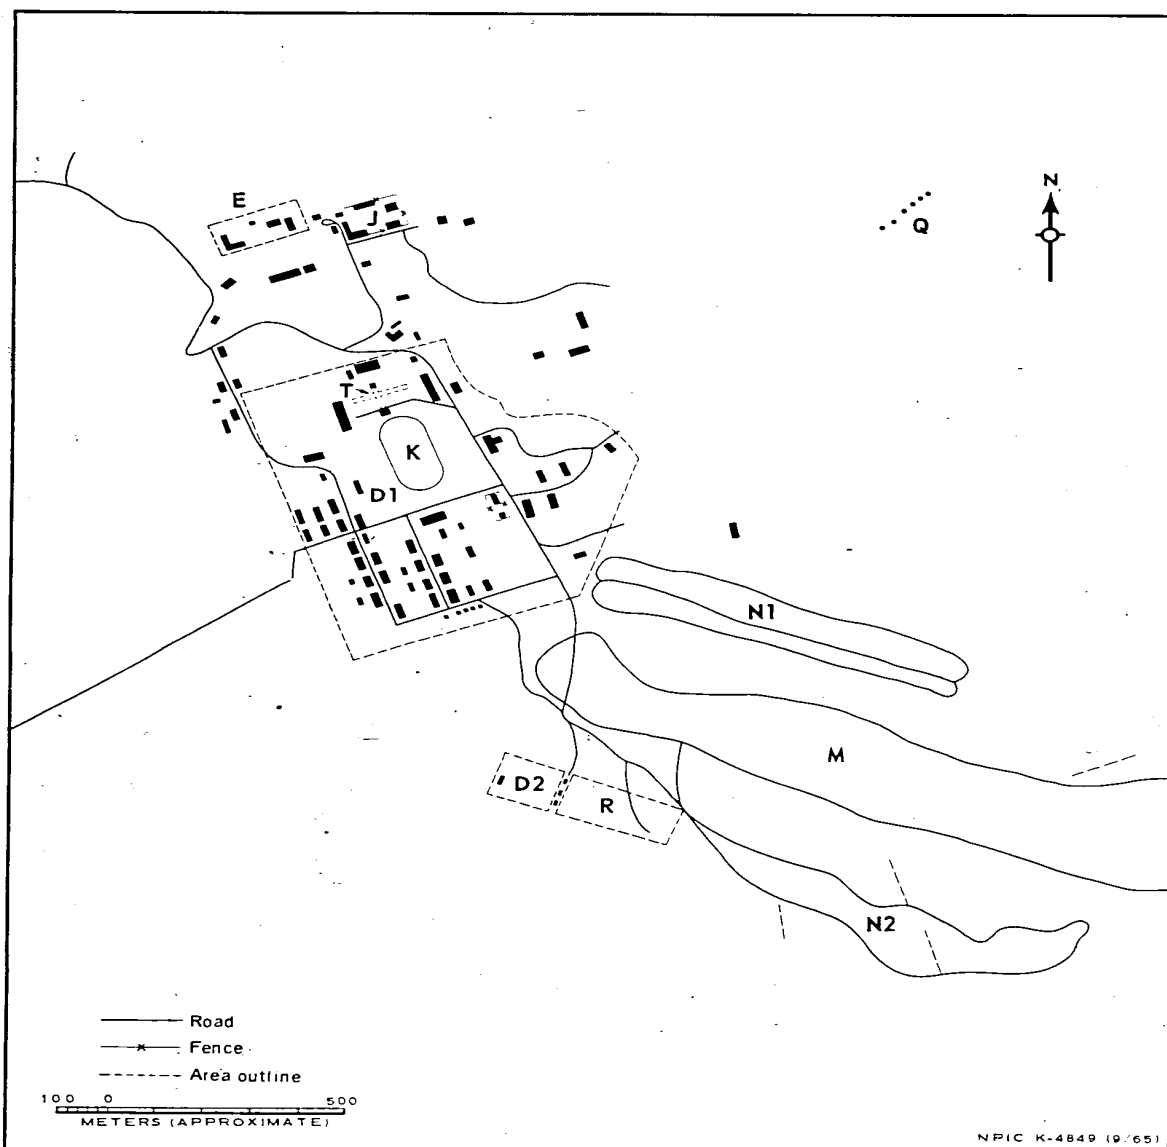 E
J
N
Q
T
K
D1
N1
M
D2
R
N2
Road
Fence
Area outline
100 0 500
METERS (APPROXIMATE)
NPIC K-4849 (9/65)